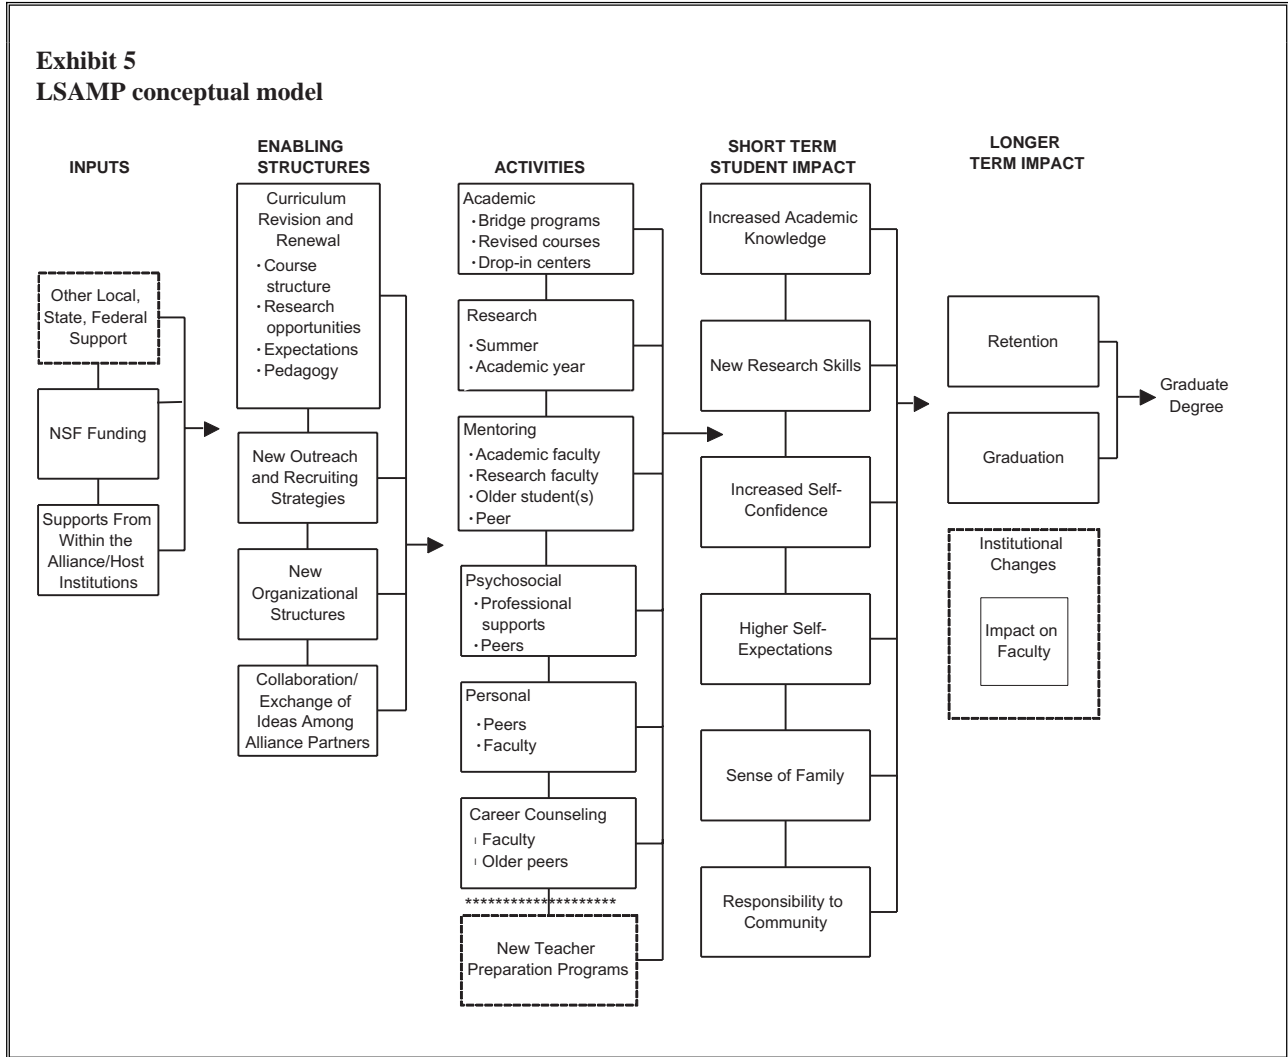 Exhibit 5
LSAMP conceptual model
INPUTS
Other Local,
State, Federal
Support
NSF Funding
Supports From
Within the
Alliance/Host
Institutions
ENABLING
STRUCTURES
Curriculum
Revision and
Renewal
· Course
structure
· Research
opportunities
· Expectations
· Pedagogy
New Outreach
and Recruiting
Strategies
New
Organizational
Structures
Collaboration/
Exchange of
Ideas Among
Alliance Partners
ACTIVITIES
Academic
· Bridge programs
· Revised courses
· Drop-in centers
Research
· Summer
· Academic year
Mentoring
· Academic faculty
· Research faculty
· Older student(s)
· Peer
Psychosocial
· Professional
supports
· Peers
Personal
· Peers
· Faculty
Career Counseling
Faculty
Older peers
********************
New Teacher
Preparation Programs
SHORT TERM
STUDENT IMPACT
Increased Academic
Knowledge
New Research Skills
Increased Self-
Confidence
Higher Self-
Expectations
Sense of Family
Responsibility to
Community
LONGER
TERM IMPACT
Retention
Graduation
Institutional
Changes
Impact on
Faculty
Graduate
Degree